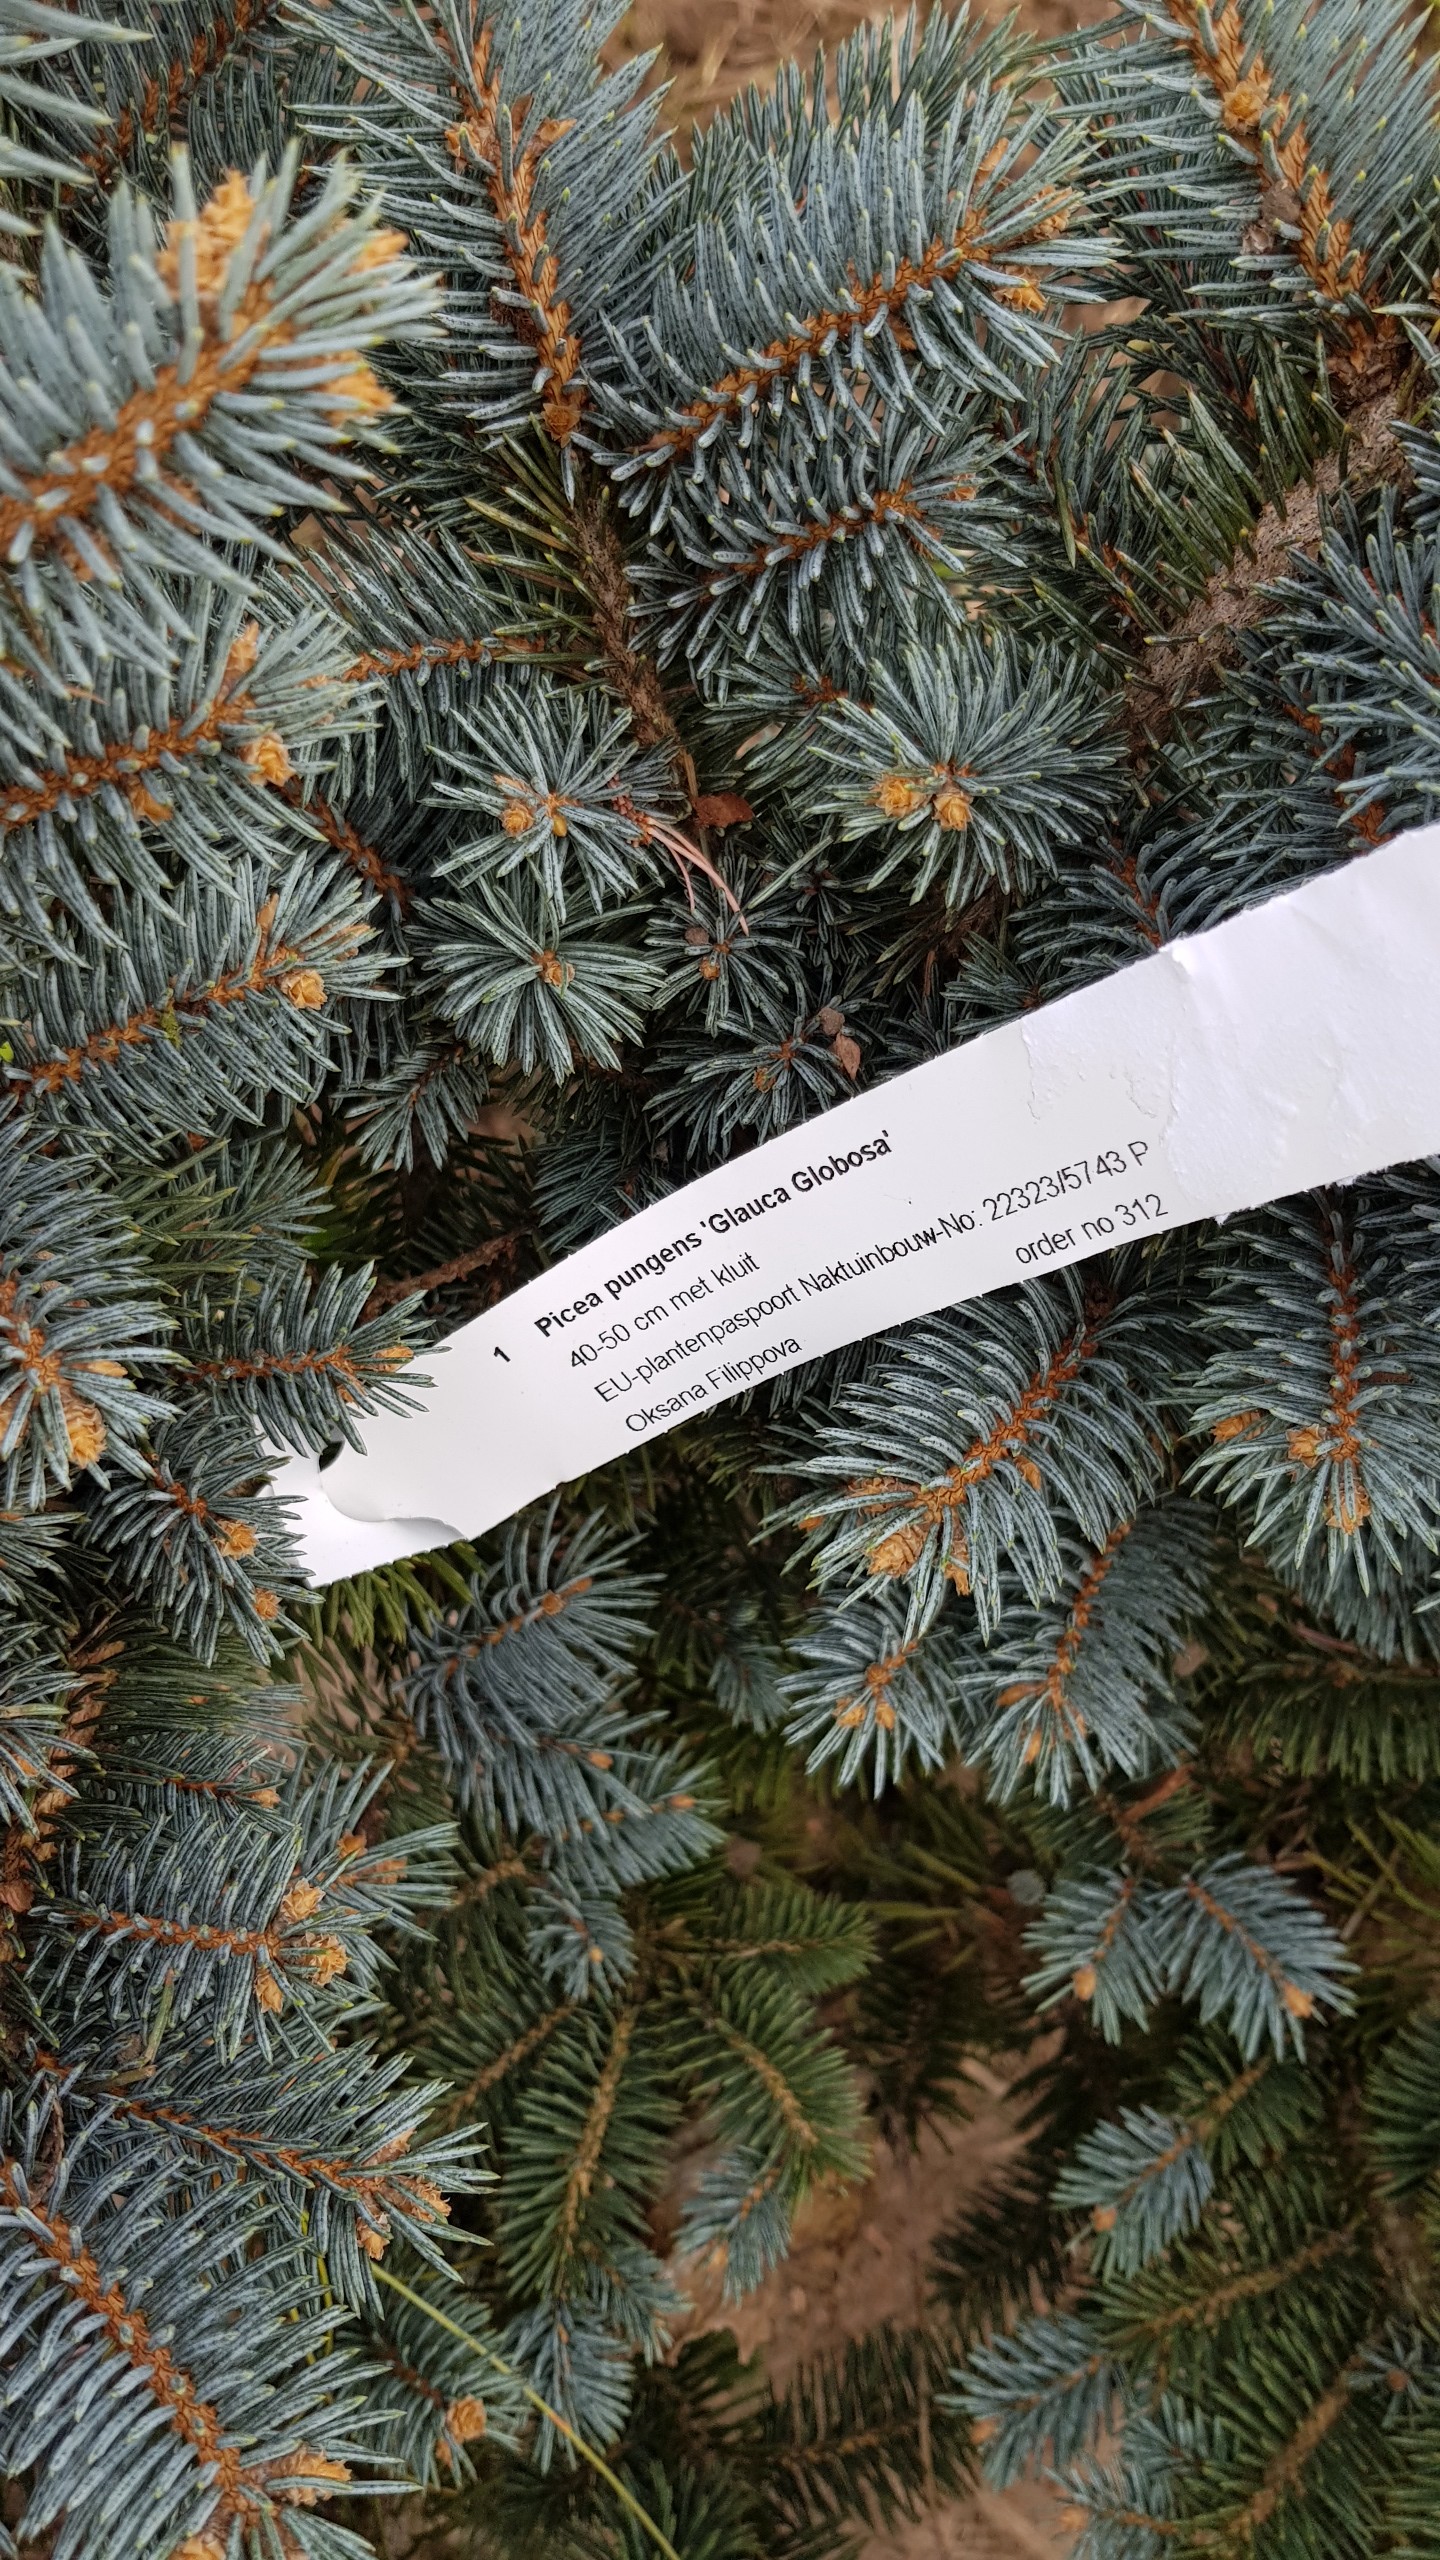 1 Picea pungens 'Glauca Globosa'
40-50 cm met kluit
EU-plantenpaspoort Naktuinbouw-No: 22323/5743 P
Oksana Filippova order no 312